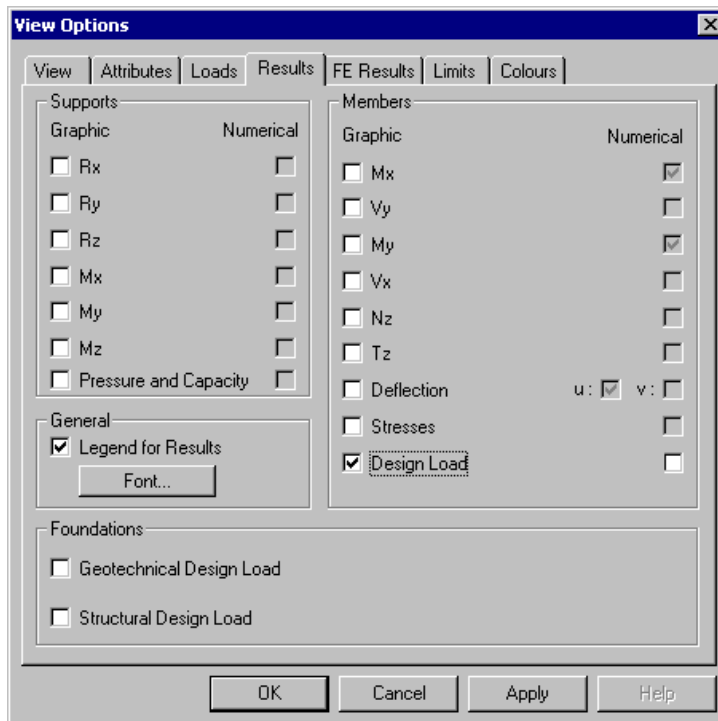 View Options
View Attributes Loads Results FE Results Limits Colours
Supports
Graphic Numerical
Rx
Ry
Rz
Mx
My
Mz
Pressure and Capacity
General
Legend for Results
Font...
Members
Graphic Numerical
Mx
Vy
My
Vx
Nz
Tz
Deflection u: v:
Stresses
Design Load
Foundations
Geotechnical Design Load
Structural Design Load
OK Cancel Apply Help